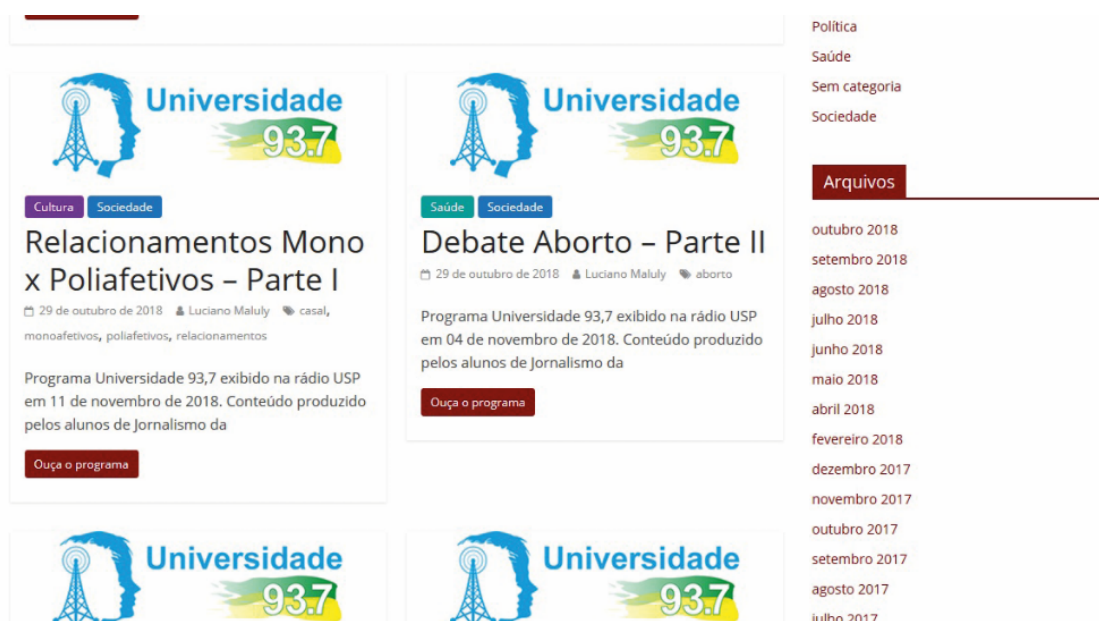 Universidade
93.7
Cultura
Sociedade
Relacionamentos Mono
x Poliafetivos – Parte I
29 de outubro de 2018 Luciano Maluly casal,
monoafetivos, poliafetivos, relacionamentos
Programa Universidade 93,7 exibido na rádio USP
em 11 de novembro de 2018. Conteúdo produzido
pelos alunos de Jornalismo da
Ouça o programa
Universidade
93.7
Saúde
Sociedade
Debate Aborto – Parte II
29 de outubro de 2018 Luciano Maluly aborto
Programa Universidade 93,7 exibido na rádio USP
em 04 de novembro de 2018. Conteúdo produzido
pelos alunos de Jornalismo da
Ouça o programa
Universidade
93.7
Universidade
93.7
Política
Saúde
Sem categoria
Sociedade
Arquivos
outubro 2018
setembro 2018
agosto 2018
julho 2018
junho 2018
maio 2018
abril 2018
fevereiro 2018
dezembro 2017
novembro 2017
outubro 2017
setembro 2017
agosto 2017
julho 2017